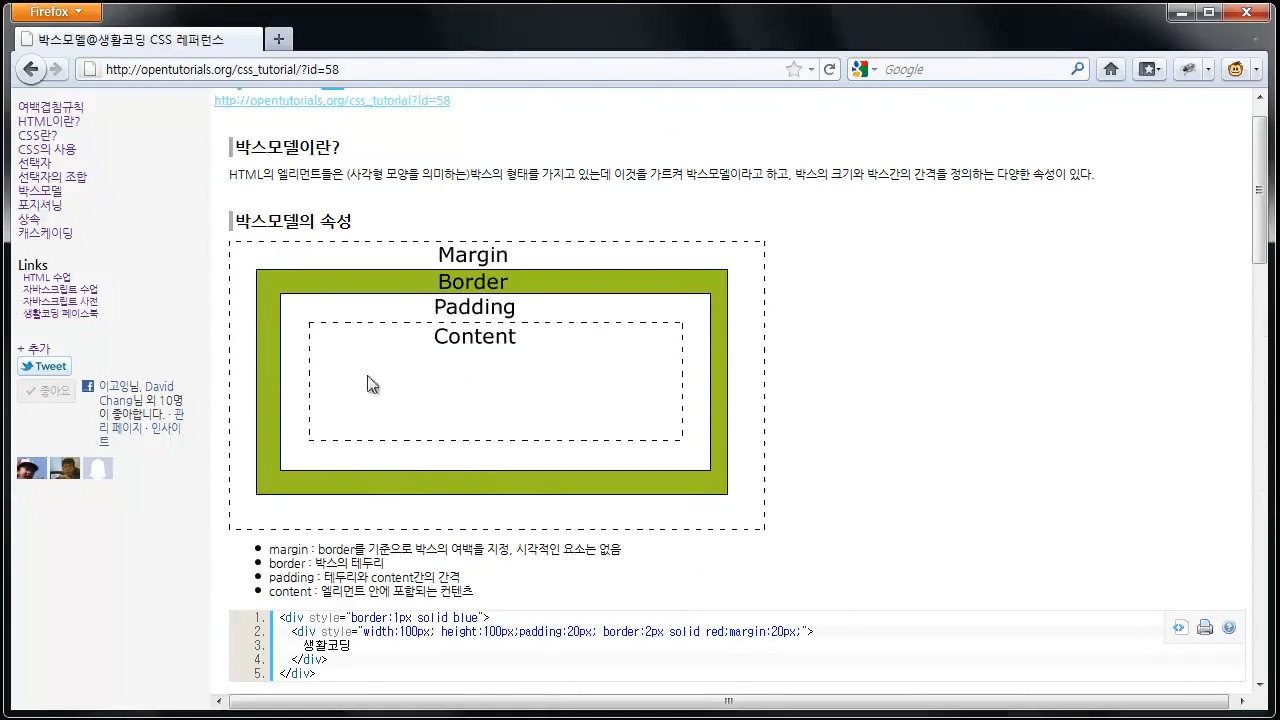 Firefox
박스모델@생활코딩 CSS 레퍼런스
http://opentutorials.org/css_tutorial/?id=58
Google
http://opentutorials.org/css_tutorial?id=58
여백겹침규칙
HTML이란?
CSS란?
CSS의 사용
선택자
선택자의 조합
박스모델
포지셔닝
상속
캐스케이딩
Links
HTML 수업
자바스크립트 수업
자바스크립트 사전
생활코딩 페이스북
+ 추가
Tweet
좋아요
이고잉님, David
Chang님 외 10명
이 좋아합니다. · 관
리 페이지 · 인사이
트
박스모델이란?
HTML의 엘리먼트들은 (사각형 모양을 의미하는)박스의 형태를 가지고 있는데 이것을 가르켜 박스모델이라고 하고, 박스의 크기와 박스간의 간격을 정의하는 다양한 속성이 있다.
박스모델의 속성
Margin
Border
Padding
Content
margin : border를 기준으로 박스의 여백을 지정, 시각적인 요소는 없음
border : 박스의 테두리
padding : 테두리와 content간의 간격
content : 엘리먼트 안에 포함되는 컨텐츠
1. <div style="border:1px solid blue">
2. <div style="width:100px; height:100px;padding:20px; border:2px solid red;margin:20px;">
3. 생활코딩
4. </div>
5. </div>